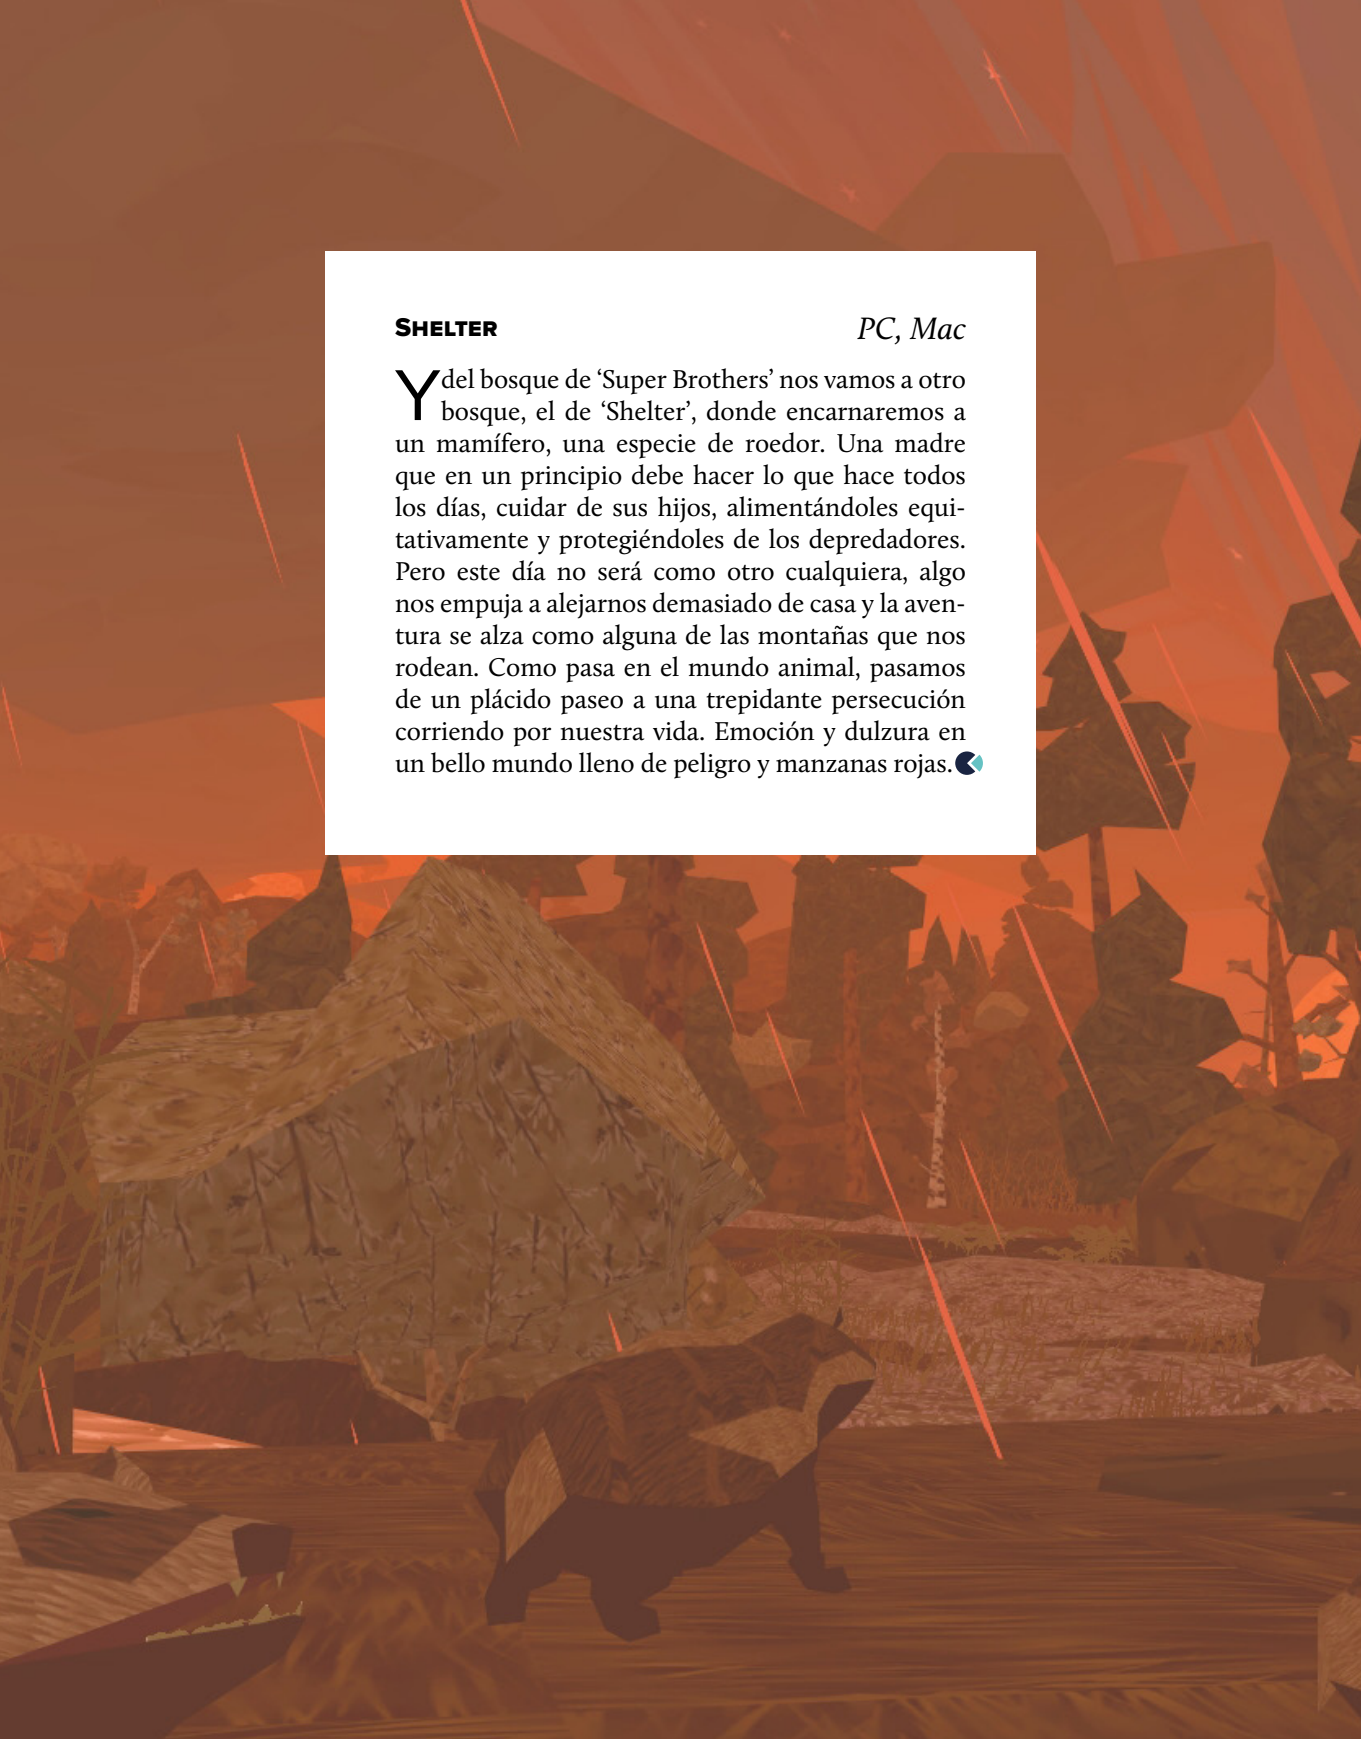 SHELTER
PC, Mac
Y del bosque de ‘Super Brothers’ nos vamos a otro
bosque, el de ‘Shelter’, donde encarnaremos a
un mamífero, una especie de roedor. Una madre
que en un principio debe hacer lo que hace todos
los días, cuidar de sus hijos, alimentándoles equi-
tativamente y protegiéndoles de los depredadores.
Pero este día no será como otro cualquiera, algo
nos empuja a alejarnos demasiado de casa y la aven-
tura se alza como alguna de las montañas que nos
rodean. Como pasa en el mundo animal, pasamos
de un plácido paseo a una trepidante persecución
corriendo por nuestra vida. Emoción y dulzura en
un bello mundo lleno de peligro y manzanas rojas.